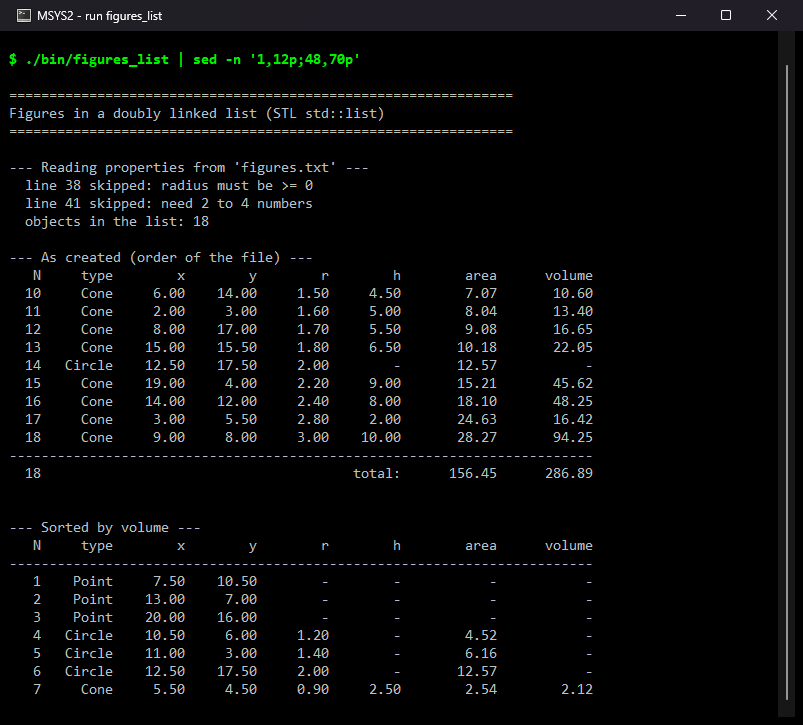 MSYS2 - run figures_list
$ ./bin/figures_list | sed -n '1,12p;48,70p'
===============================================================
Figures in a doubly linked list (STL std::list)
===============================================================
--- Reading properties from 'figures.txt' ---
  line 38 skipped: radius must be >= 0
  line 41 skipped: need 2 to 4 numbers
  objects in the list: 18
--- As created (order of the file) ---
   N     type        x        y        r        h        area      volume
  10     Cone     6.00    14.00     1.50     4.50        7.07       10.60
  11     Cone     2.00     3.00     1.60     5.00        8.04       13.40
  12     Cone     8.00    17.00     1.70     5.50        9.08       16.65
  13     Cone    15.00    15.50     1.80     6.50       10.18       22.05
  14   Circle    12.50    17.50     2.00        -       12.57           -
  15     Cone    19.00     4.00     2.20     9.00       15.21       45.62
  16     Cone    14.00    12.00     2.40     8.00       18.10       48.25
  17     Cone     3.00     5.50     2.80     2.00       24.63       16.42
  18     Cone     9.00     8.00     3.00    10.00       28.27       94.25
-------------------------------------------------------------------------
  18                                       total:      156.45      286.89
--- Sorted by volume ---
   N     type        x        y        r        h        area      volume
-------------------------------------------------------------------------
   1    Point     7.50    10.50        -        -           -           -
   2    Point    13.00     7.00        -        -           -           -
   3    Point    20.00    16.00        -        -           -           -
   4   Circle    10.50     6.00     1.20        -        4.52           -
   5   Circle    11.00     3.00     1.40        -        6.16           -
   6   Circle    12.50    17.50     2.00        -       12.57           -
   7     Cone     5.50     4.50     0.90     2.50        2.54        2.12